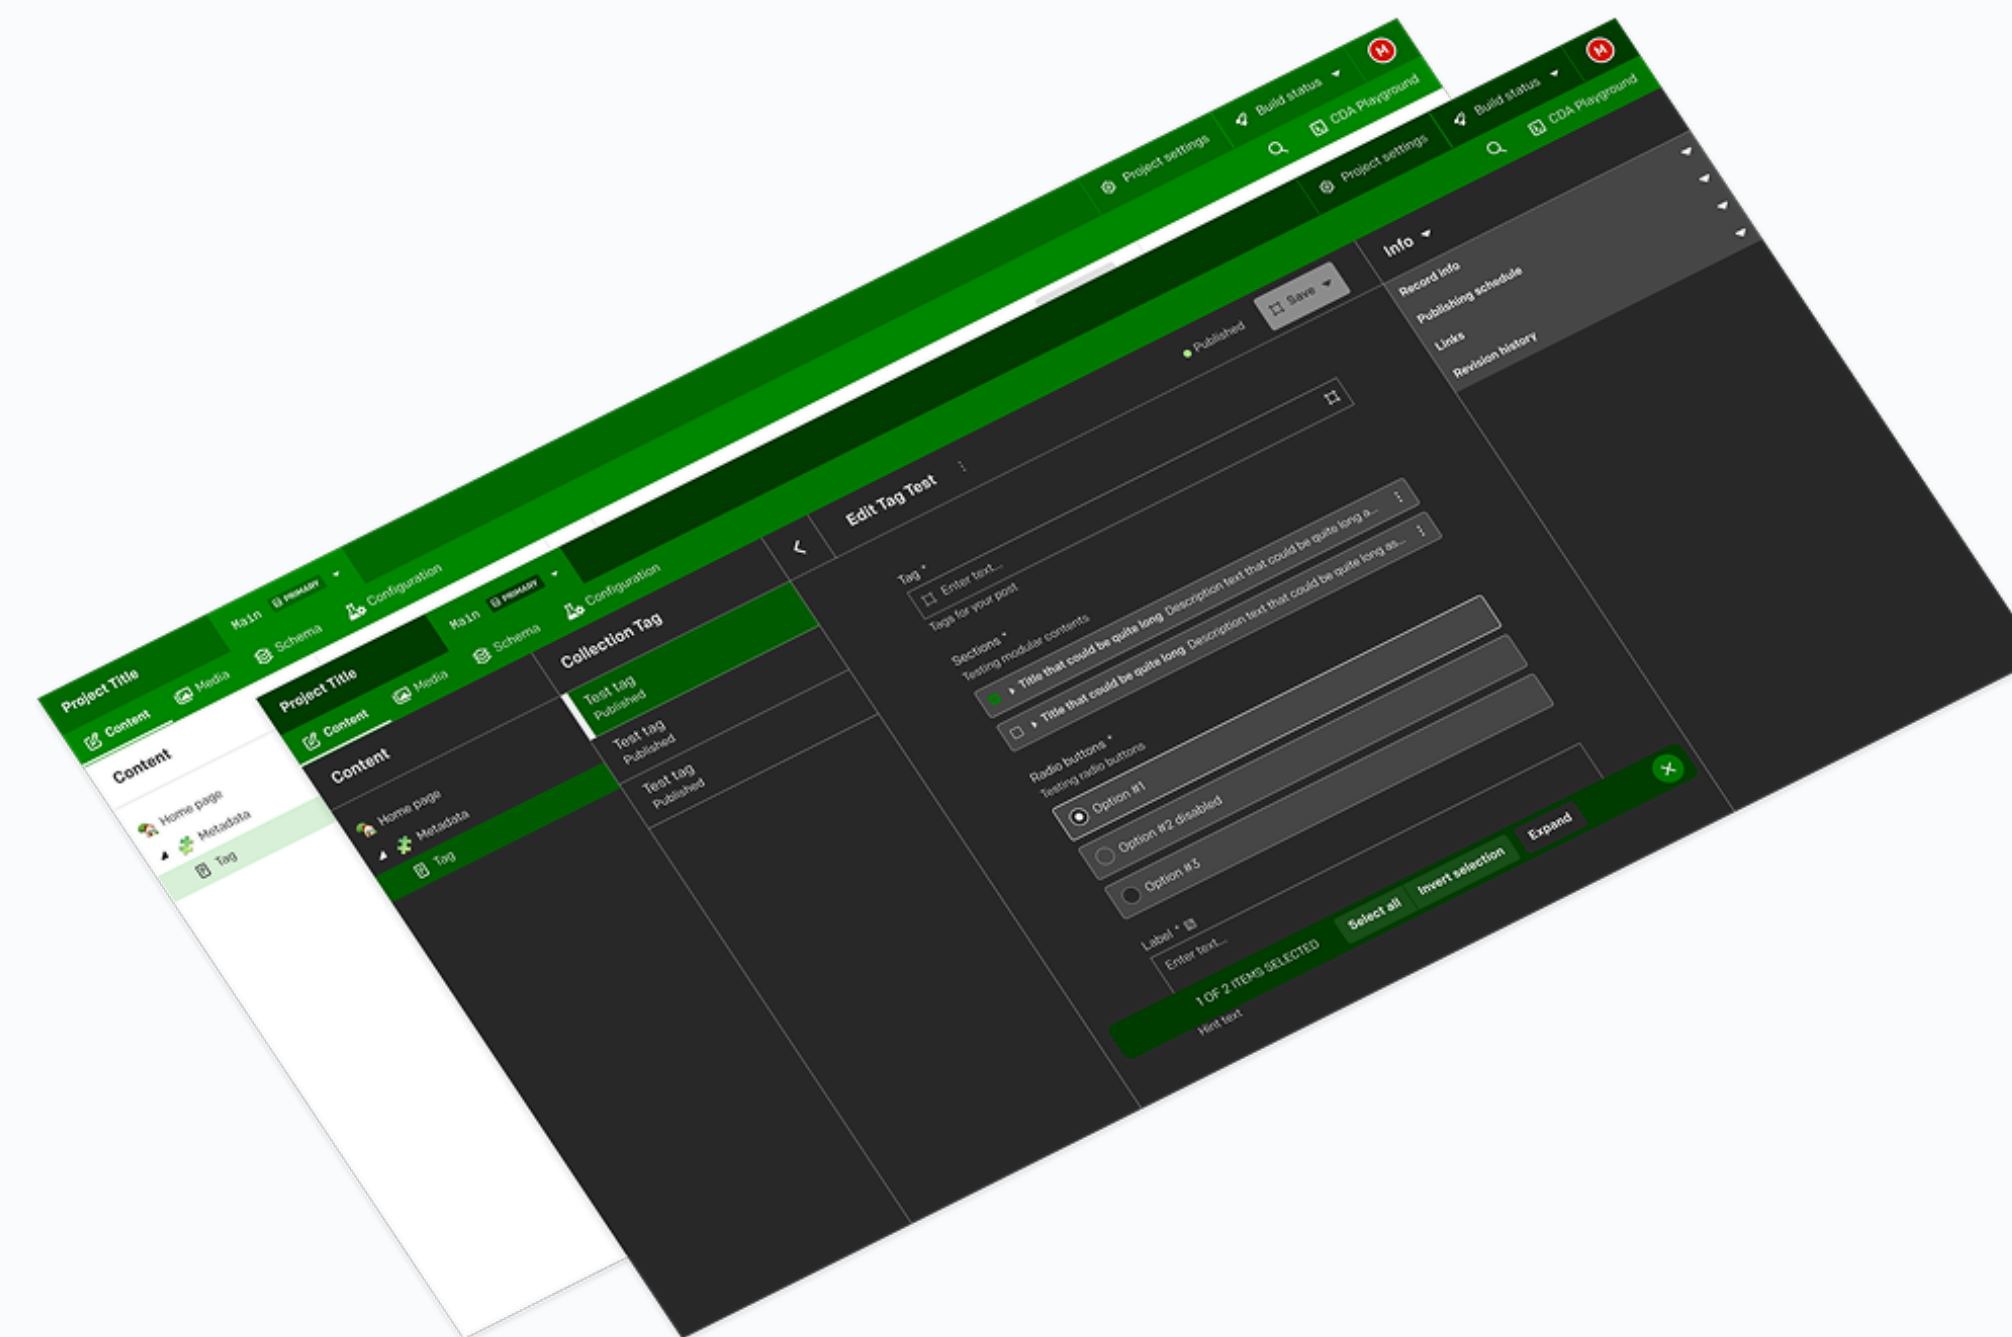 Project Title
Main PRIMARY
Project settings
Build status
M
Content
Media
Schema
Configuration
CDA Playground
Content
Home page
Metadata
Tag
Project Title
Main PRIMARY
Project settings
Build status
M
Content
Media
Schema
Configuration
CDA Playground
Content
Home page
Metadata
Tag
Collection Tag
Test tag
Published
Test tag
Published
Test tag
Published
Edit Tag Test
Published
Save
Tag *
Enter text...
Tags for your post
Sections *
Testing modular contents
Title that could be quite long Description text that could be quite long a...
Title that could be quite long Description text that could be quite long as...
Radio buttons *
Testing radio buttons
Option #1
Option #2 disabled
Option #3
Label *
Enter text...
1 OF 2 ITEMS SELECTED
Select all
Invert selection
Expand
Hint text
Info
Record info
Publishing schedule
Links
Revision history